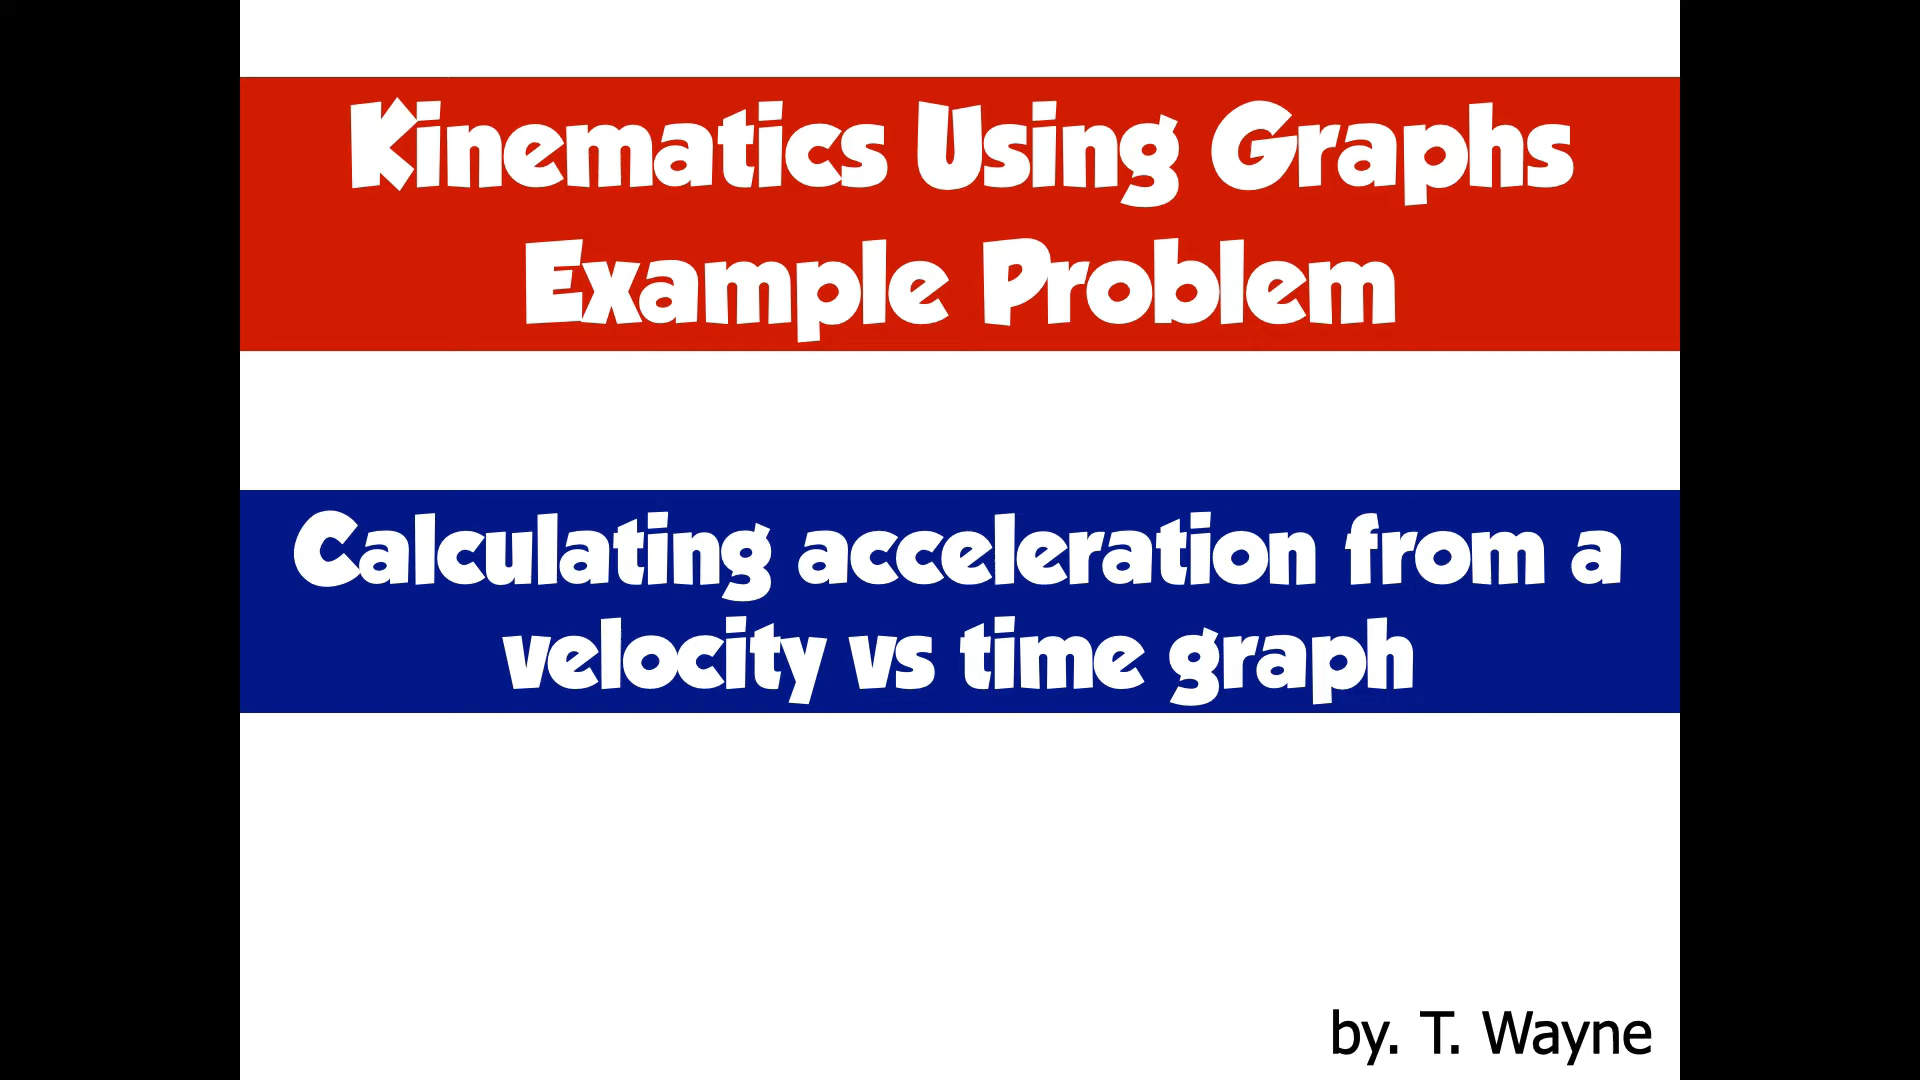 Kinematics Using Graphs
Example Problem
Calculating acceleration from a
velocity vs time graph
by. T. Wayne